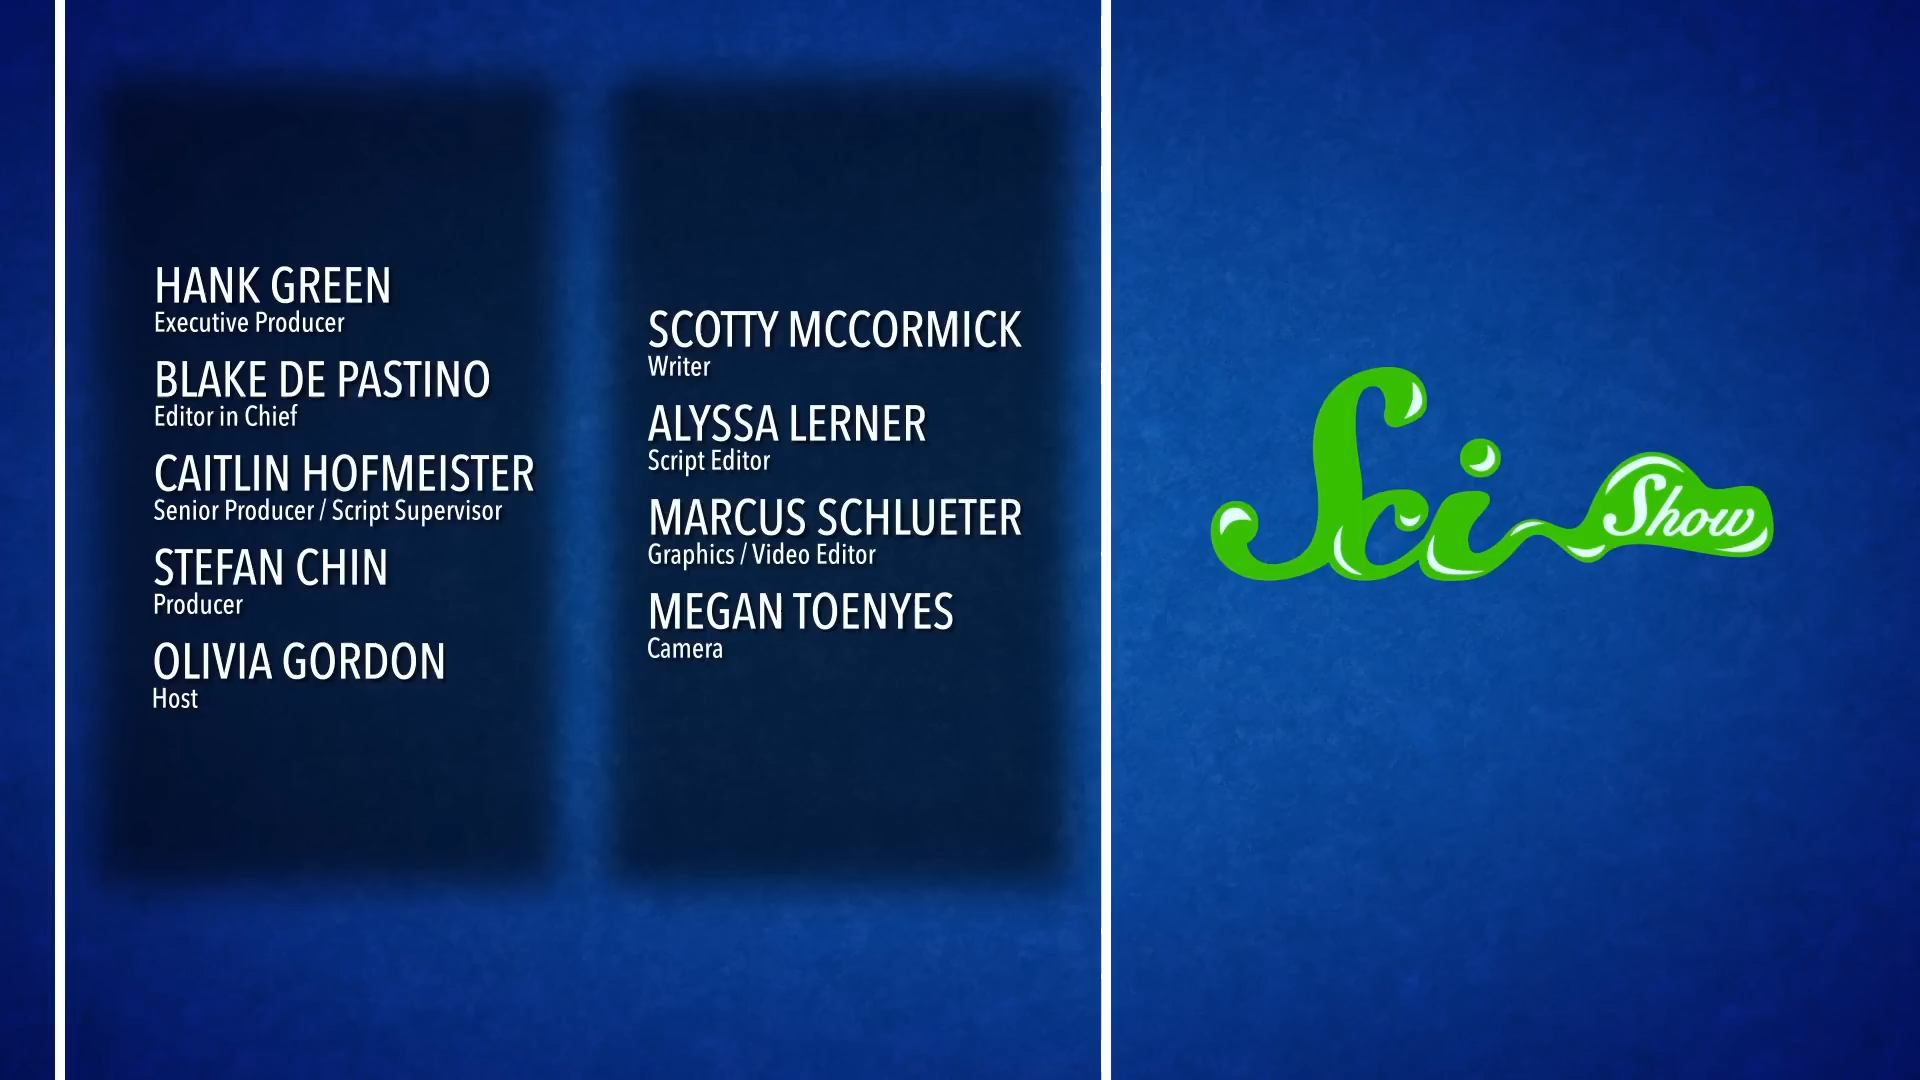 HANK GREEN
Executive Producer
BLAKE DE PASTINO
Editor in Chief
CAITLIN HOFMEISTER
Senior Producer / Script Supervisor
STEFAN CHIN
Producer
OLIVIA GORDON
Host
SCOTTY MCCORMICK
Writer
ALYSSA LERNER
Script Editor
MARCUS SCHLUETER
Graphics / Video Editor
MEGAN TOENYES
Camera
Sci Show